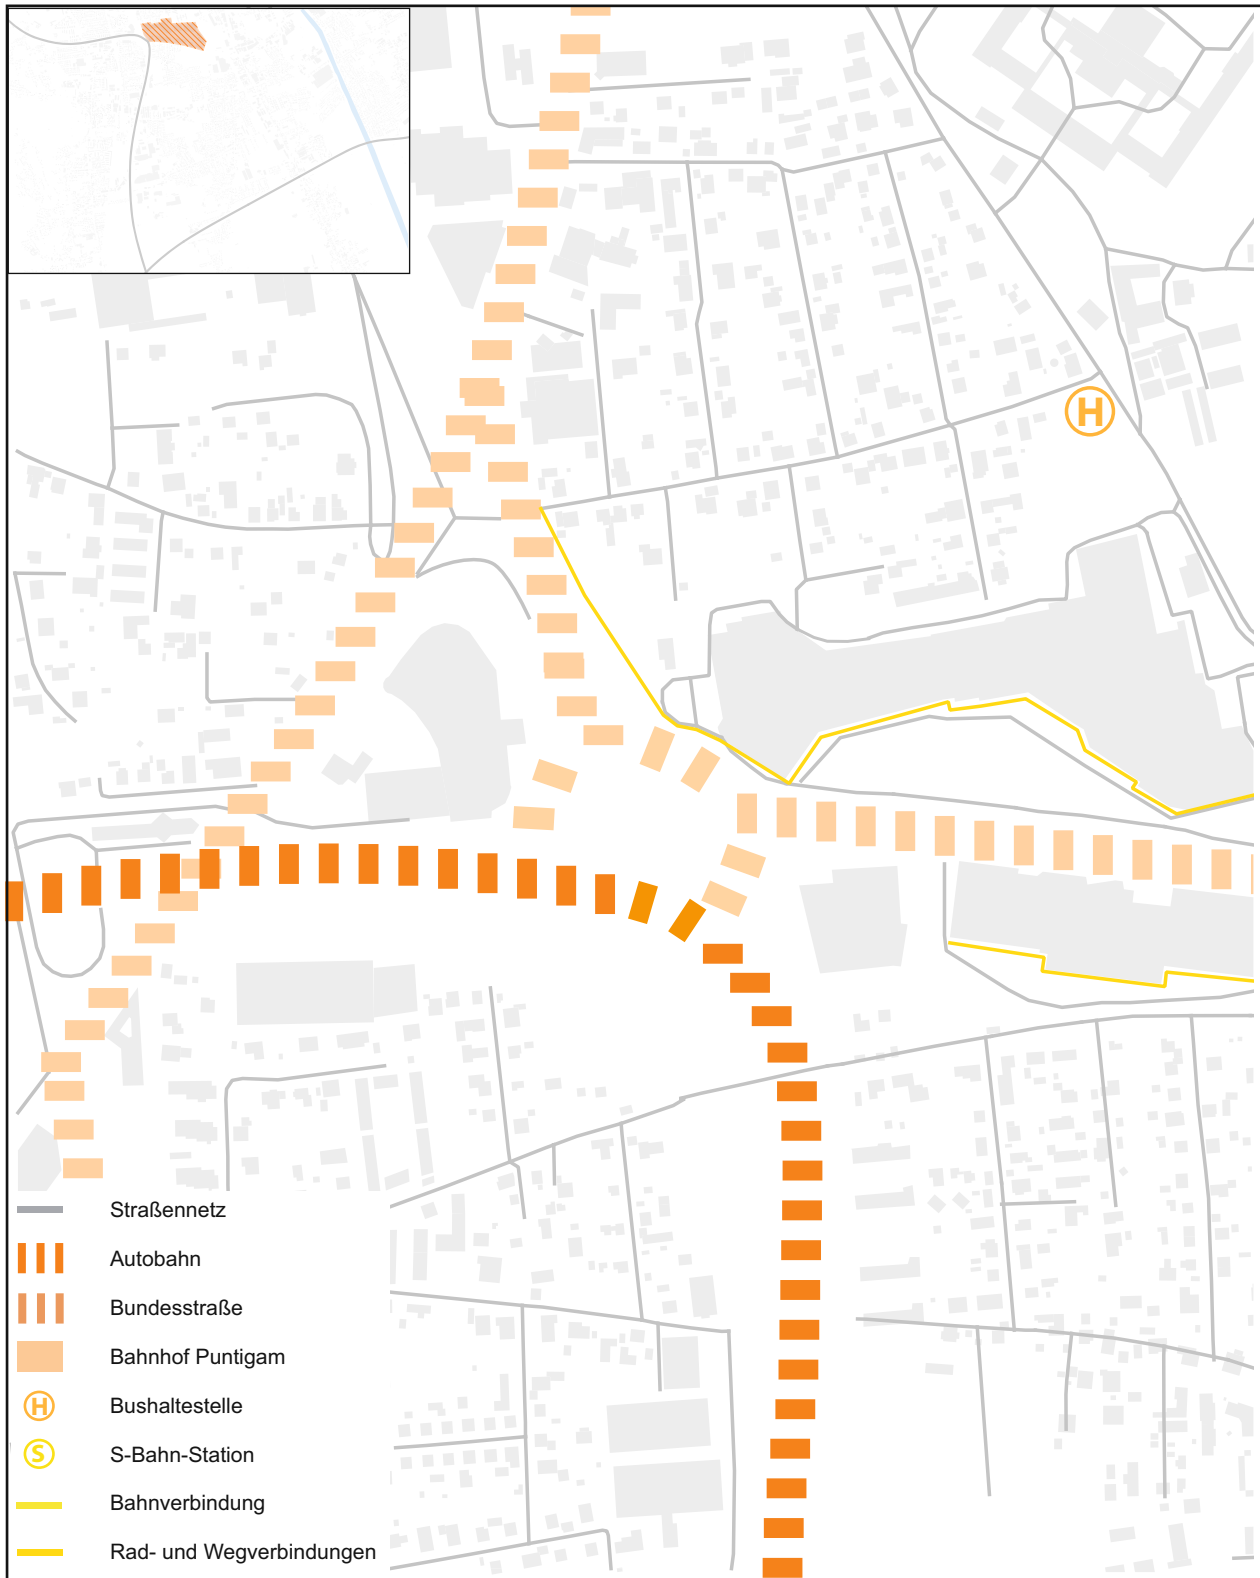 H
Straßennetz
Autobahn
Bundesstraße
Bahnhof Puntigam
H Bushaltestelle
S S-Bahn-Station
Bahnverbindung
Rad- und Wegverbindungen